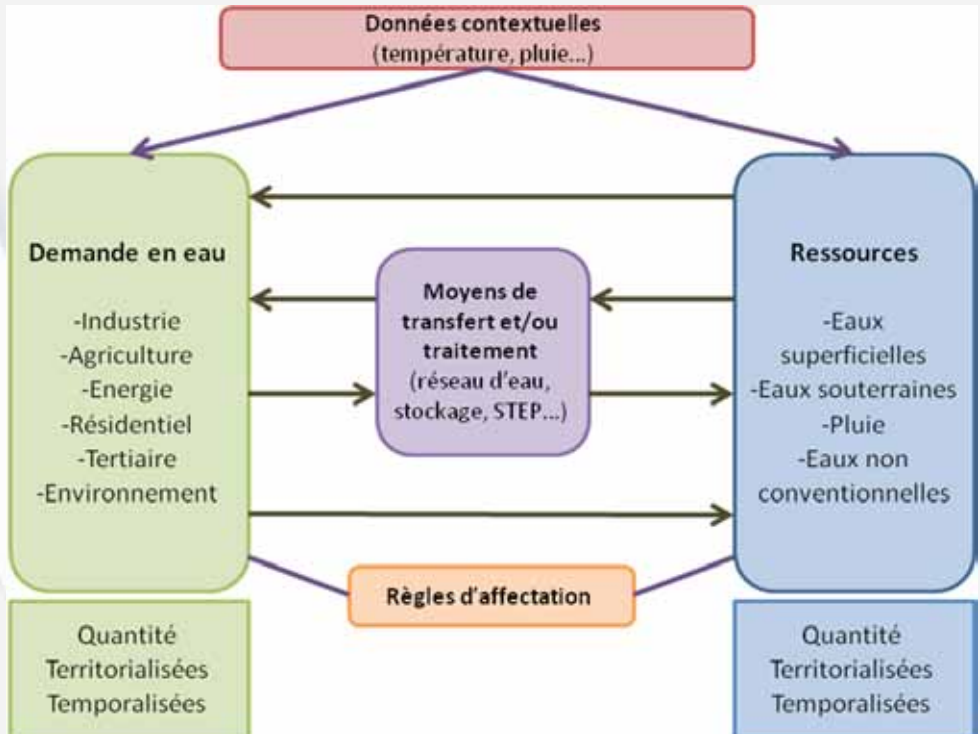 Données contextuelles
(température, pluie...)
Demande en eau
-Industrie
-Agriculture
-Energie
-Résidentiel
-Tertiaire
-Environnement
Moyens de
transfert et/ou
traitement
(réseau d'eau,
stockage, STEP...)
Ressources
-Eaux
superficielles
-Eaux souterraines
-Pluie
-Eaux non
conventionnelles
Règles d'affectation
Quantité
Territorialisées
Temporalisées
Quantité
Territorialisées
Temporalisées